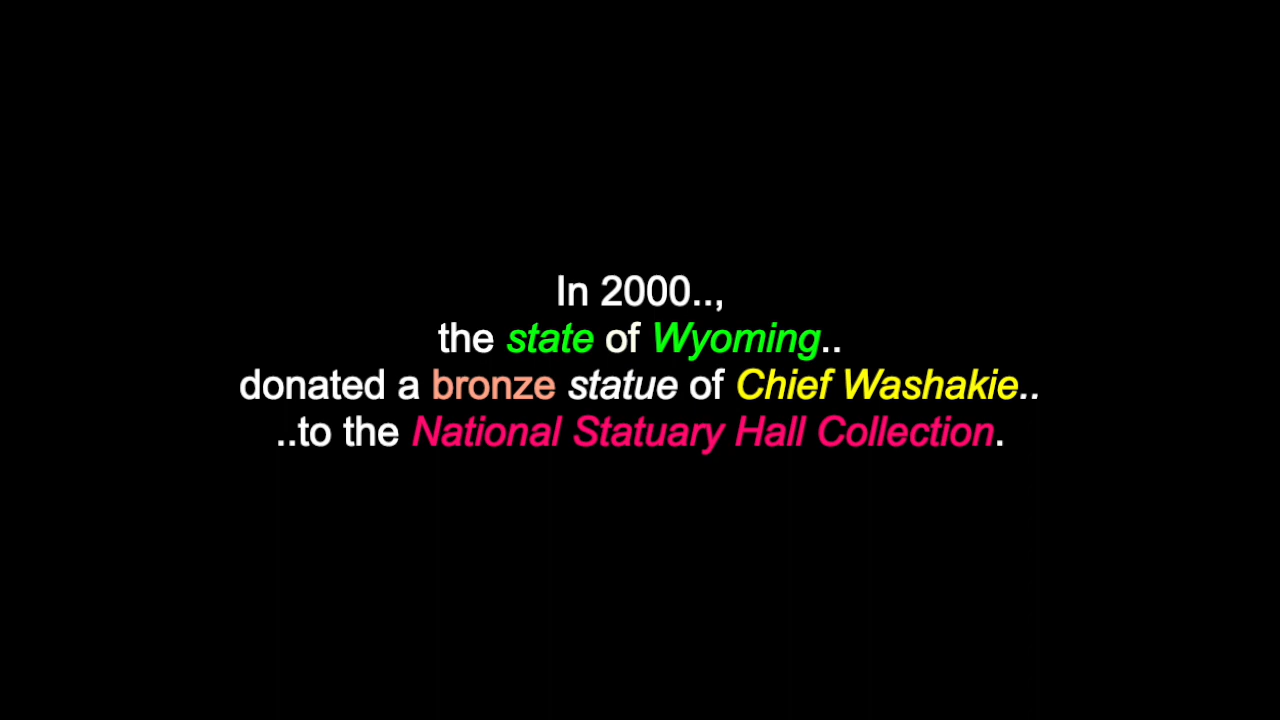 In 2000..,
the state of Wyoming..
donated a bronze statue of Chief Washakie..
..to the National Statuary Hall Collection.